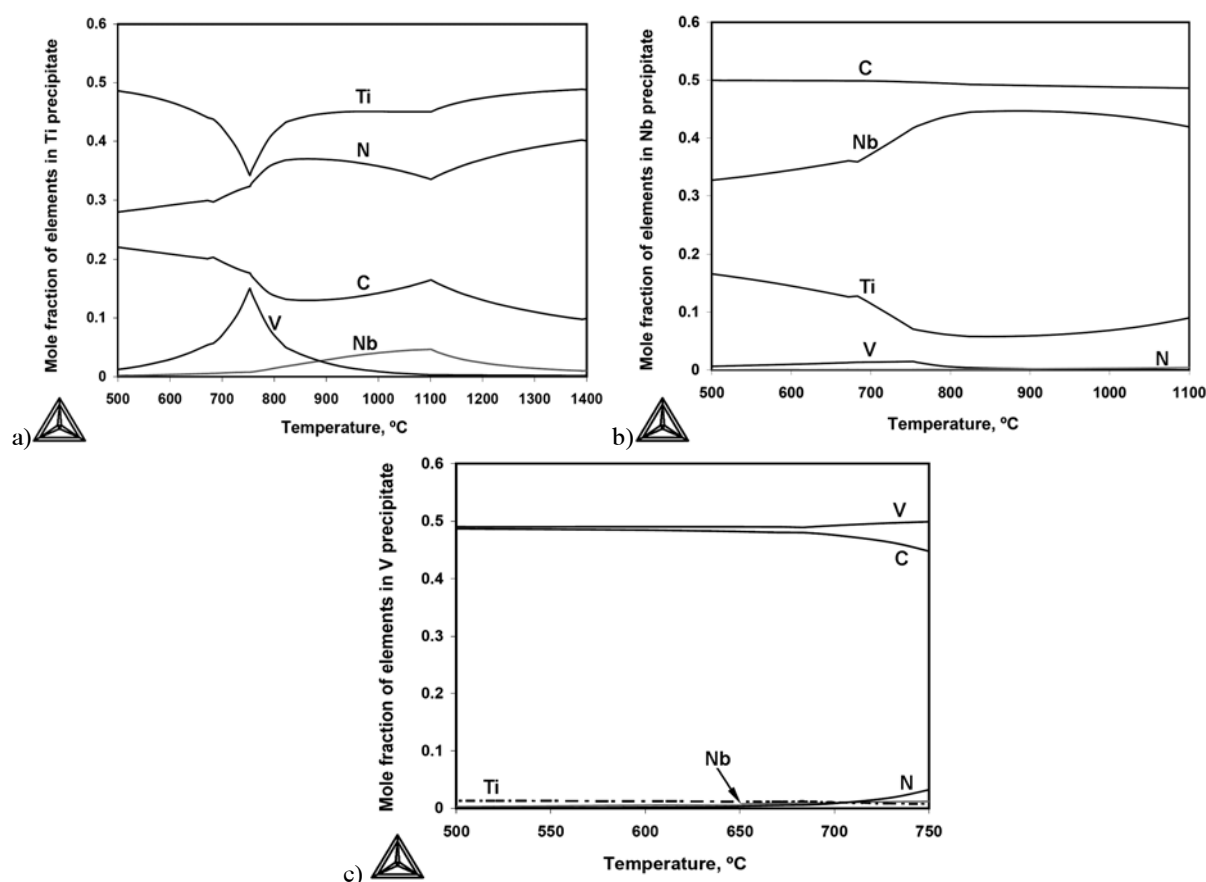 Mole fraction of elements in Ti precipitate
0.6
0.5
0.4
0.3
0.2
0.1
0
Ti
N
C
V
Nb
500 600 700 800 900 1000 1100 1200 1300 1400
Temperature, ºC
a)
Mole fraction of elements in Nb precipitate
0.6
0.5
0.4
0.3
0.2
0.1
0
C
Nb
Ti
V
N
500 600 700 800 900 1000 1100
Temperature, ºC
b)
Mole fraction of elements in V precipitate
0.6
0.5
0.4
0.3
0.2
0.1
0
V
C
Nb
N
Ti
500 550 600 650 700 750
Temperature, ºC
c)